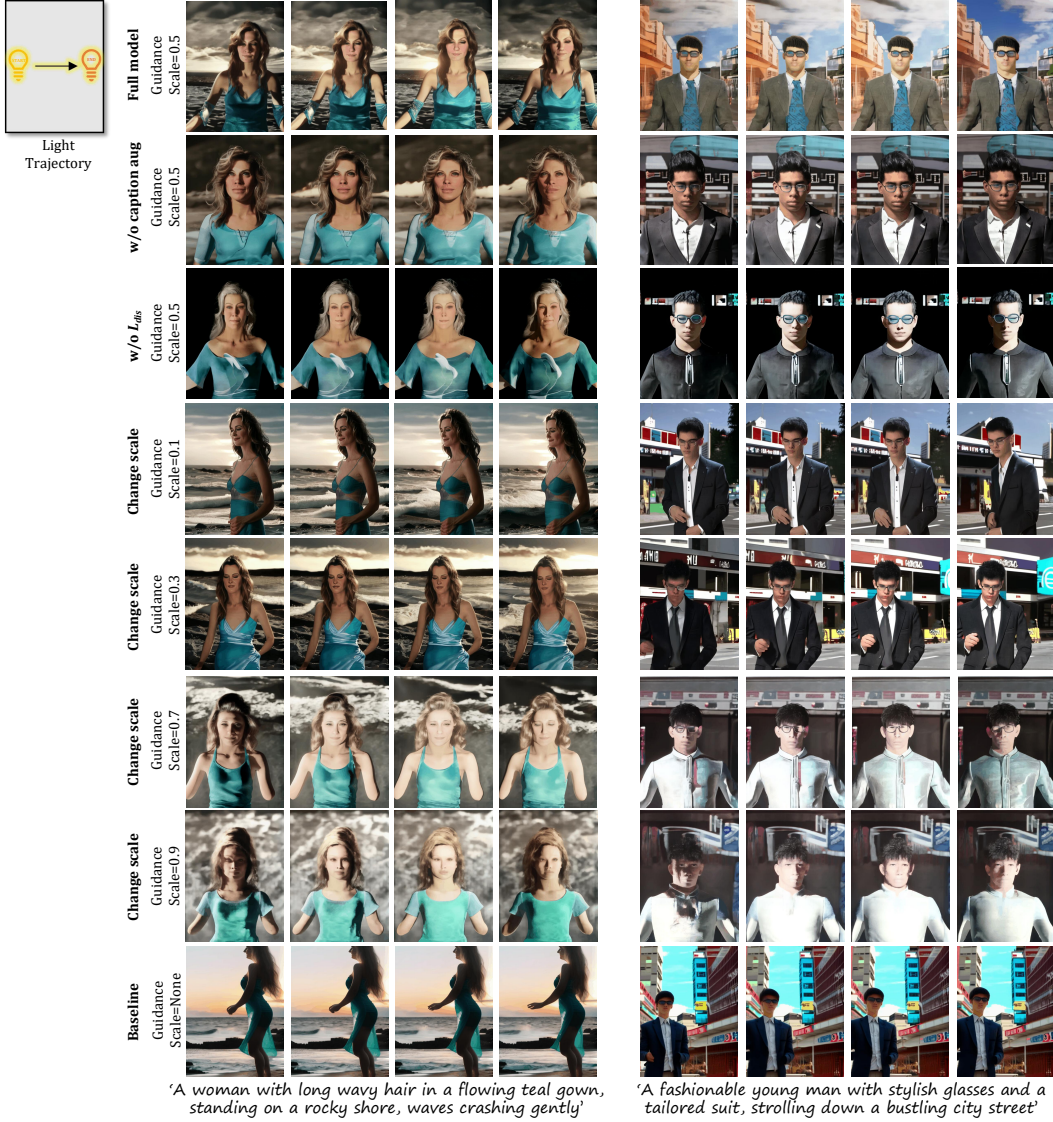 Light
Trajectory
Full model
Guidance
Scale=0.5
w/o caption aug
Guidance
Scale=0.5
w/o L_dis
Guidance
Scale=0.5
Change scale
Guidance
Scale=0.1
Change scale
Guidance
Scale=0.3
Change scale
Guidance
Scale=0.7
Change scale
Guidance
Scale=0.9
Baseline
Guidance
Scale=None
‘A woman with long wavy hair in a flowing teal gown,
standing on a rocky shore, waves crashing gently’
‘A fashionable young man with stylish glasses and a
tailored suit, strolling down a bustling city street’